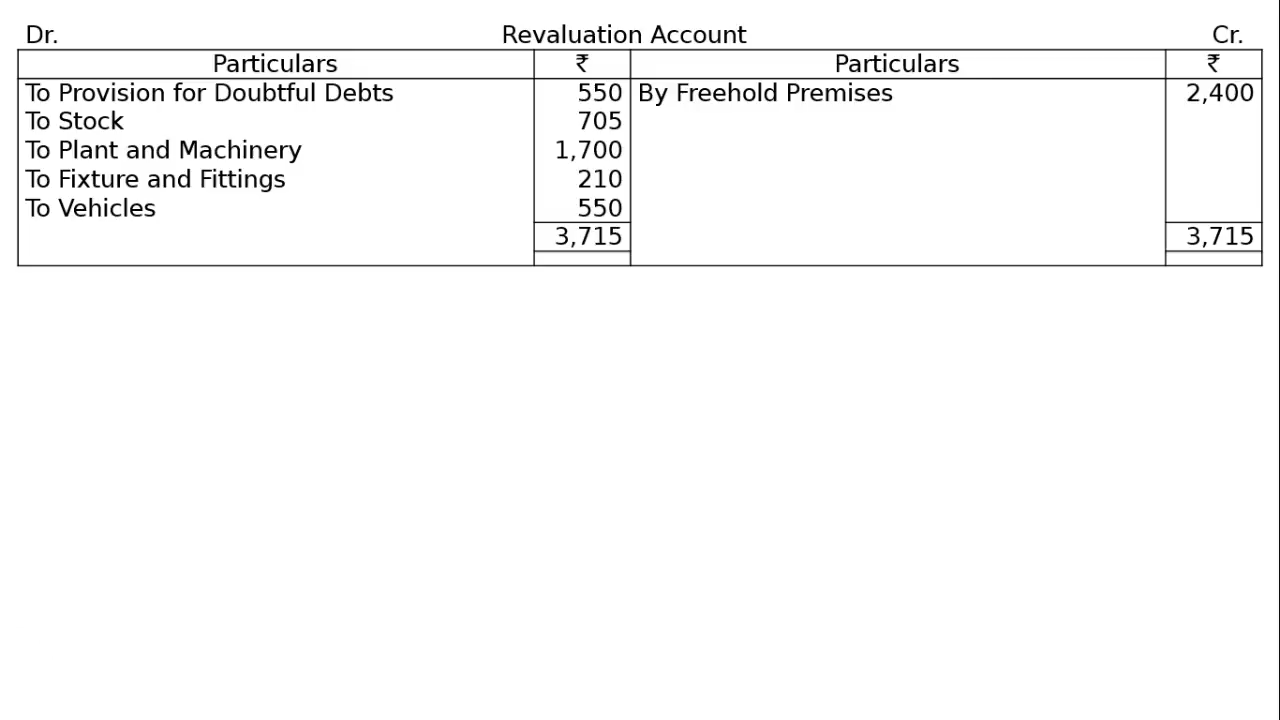 Dr. Revaluation Account Cr.
Particulars ₹ Particulars ₹
To Provision for Doubtful Debts 550 By Freehold Premises 2,400
To Stock 705
To Plant and Machinery 1,700
To Fixture and Fittings 210
To Vehicles 550
3,715 3,715